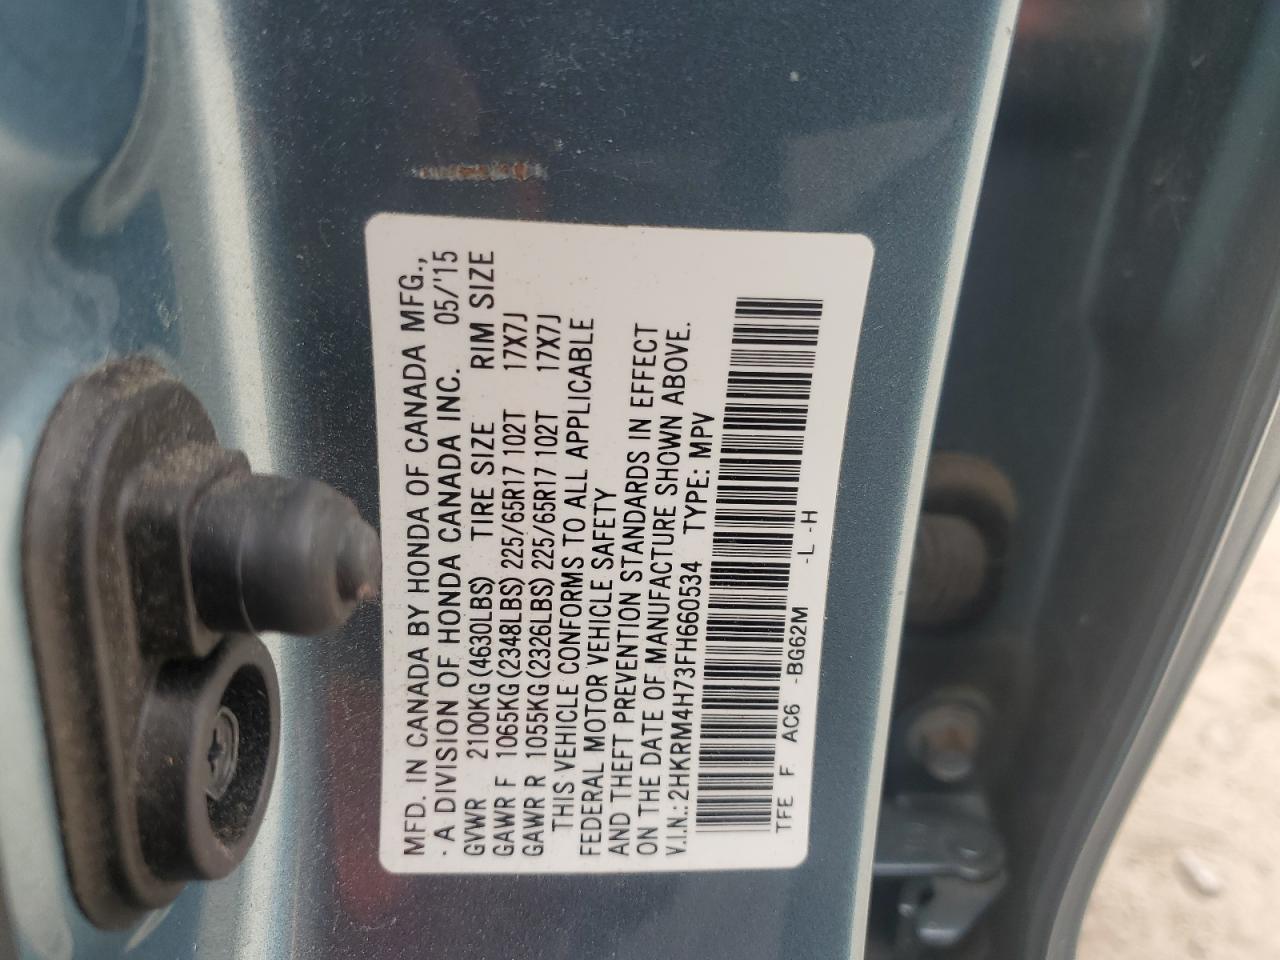 MFD. IN CANADA BY HONDA OF CANADA MFG.,
· A DIVISION OF HONDA CANADA INC. 05/'15
GVWR 2100KG(4630LBS) TIRE SIZE RIM SIZE
GAWR F 1065KG(2348LBS) 225/65R17 102T 17X7J
GAWR R 1055KG(2326LBS) 225/65R17 102T 17X7J
THIS VEHICLE CONFORMS TO ALL APPLICABLE
FEDERAL MOTOR VEHICLE SAFETY
AND THEFT PREVENTION STANDARDS IN EFFECT
ON THE DATE OF MANUFACTURE SHOWN ABOVE.
V.I.N.: 2HKRM4H73FH660534 TYPE: MPV
TFE F AC6 -BG62M -L -H